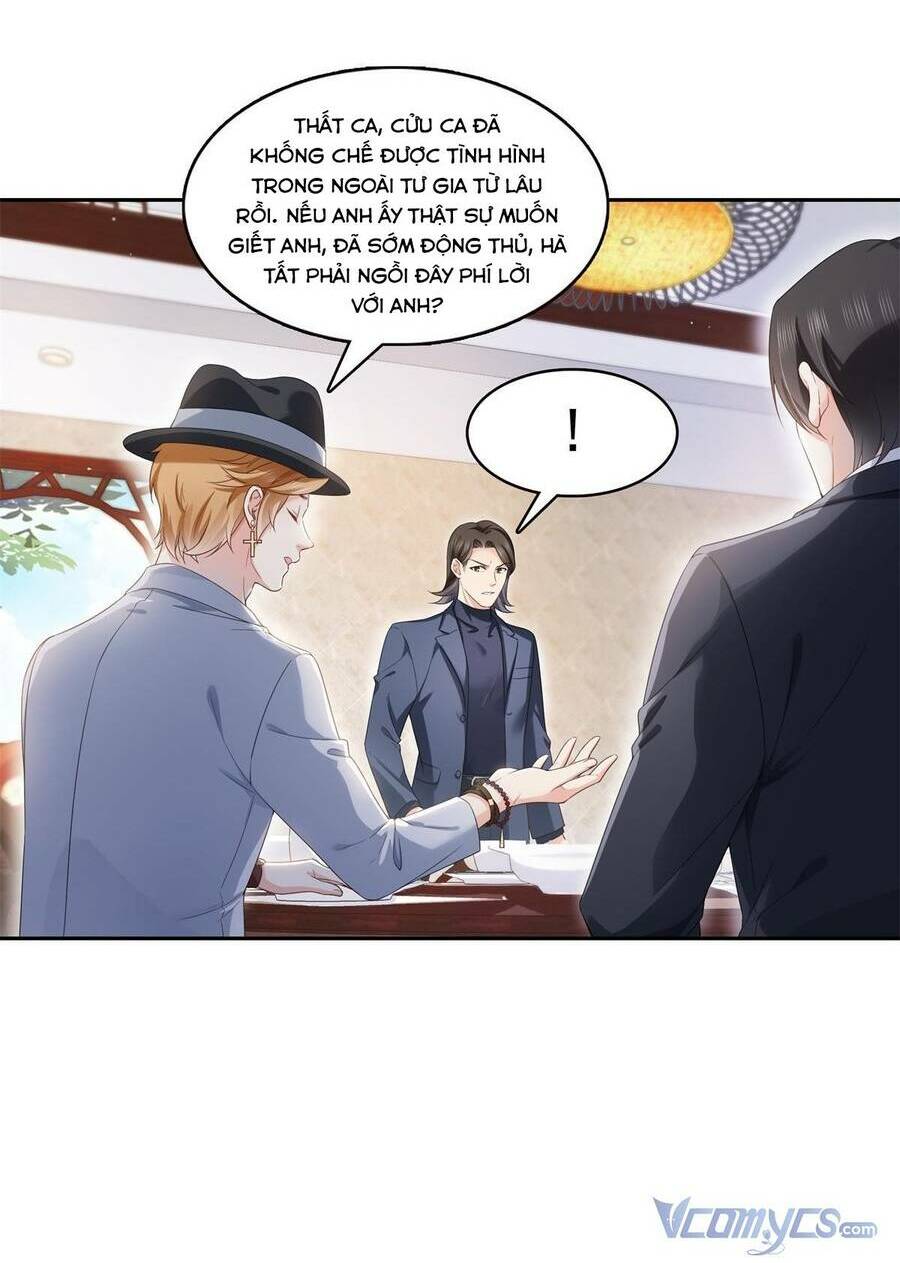 THẤT CA, CỬU CA ĐÃ
KHỐNG CHẾ ĐƯỢC TÌNH HÌNH
TRONG NGOÀI TƯ GIA TỪ LÂU
RỒI. NẾU ANH ẤY THẬT SỰ MUỐN
GIẾT ANH, ĐÃ SỚM ĐỘNG THỦ, HÀ
TẤT PHẢI NGỒI ĐÂY PHÍ LỜI
VỚI ANH?
!
VCOMYCS.com